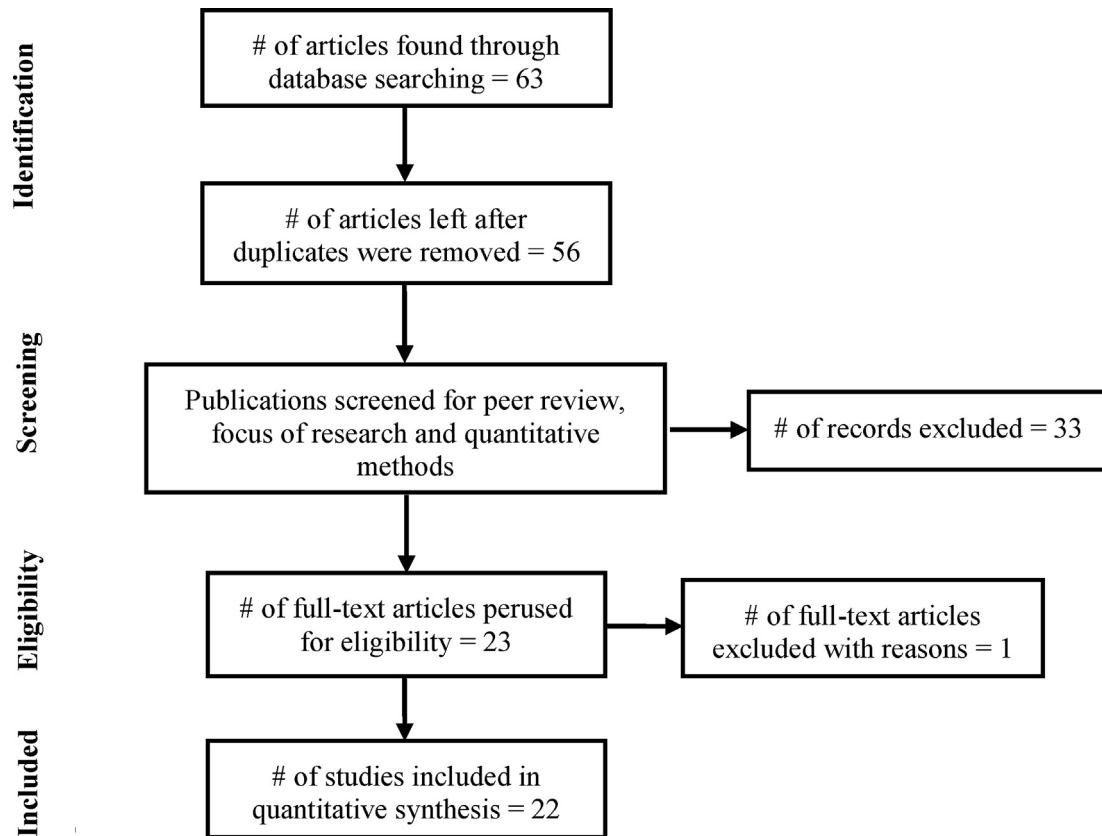 Identification
# of articles found through
database searching = 63
# of articles left after
duplicates were removed = 56
Screening
Publications screened for peer review,
focus of research and quantitative
methods
# of records excluded = 33
Eligibility
# of full-text articles perused
for eligibility = 23
# of full-text articles
excluded with reasons = 1
Included
# of studies included in
quantitative synthesis = 22